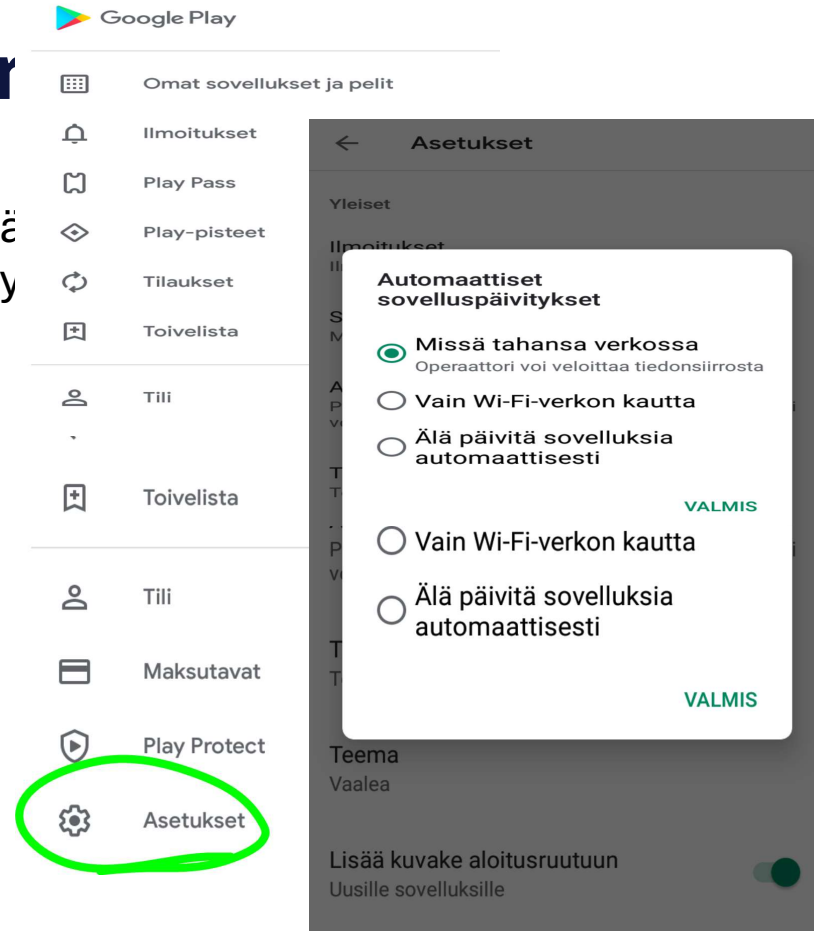 Google Play
Omat sovellukset ja pelit
Ilmoitukset
Play Pass
Play-pisteet
Tilaukset
Toivelista
Tili
Toivelista
Tili
Maksutavat
Play Protect
Asetukset
Asetukset
Yleiset
Ilmoitukset
Automaattiset
sovelluspäivitykset
Missä tahansa verkossa
Operaattori voi veloittaa tiedonsiirrosta
Vain Wi-Fi-verkon kautta
Älä päivitä sovelluksia
automaattisesti
VALMIS
Vain Wi-Fi-verkon kautta
Älä päivitä sovelluksia
automaattisesti
VALMIS
Teema
Vaalea
Lisää kuvake aloitusruutuun
Uusille sovelluksille